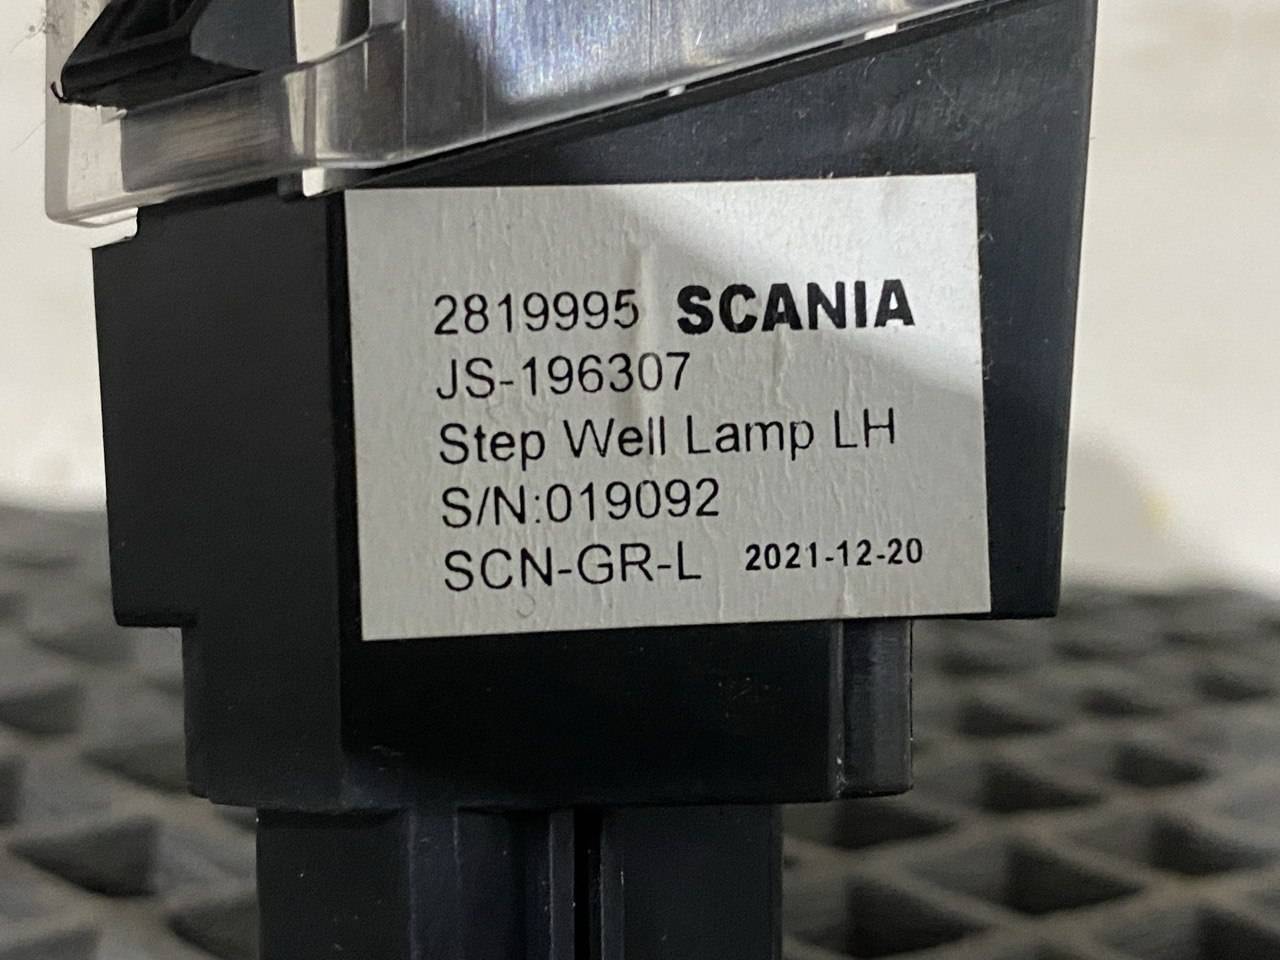 2819995 SCANIA
JS-196307
Step Well Lamp LH
S/N:019092
SCN-GR-L 2021-12-20